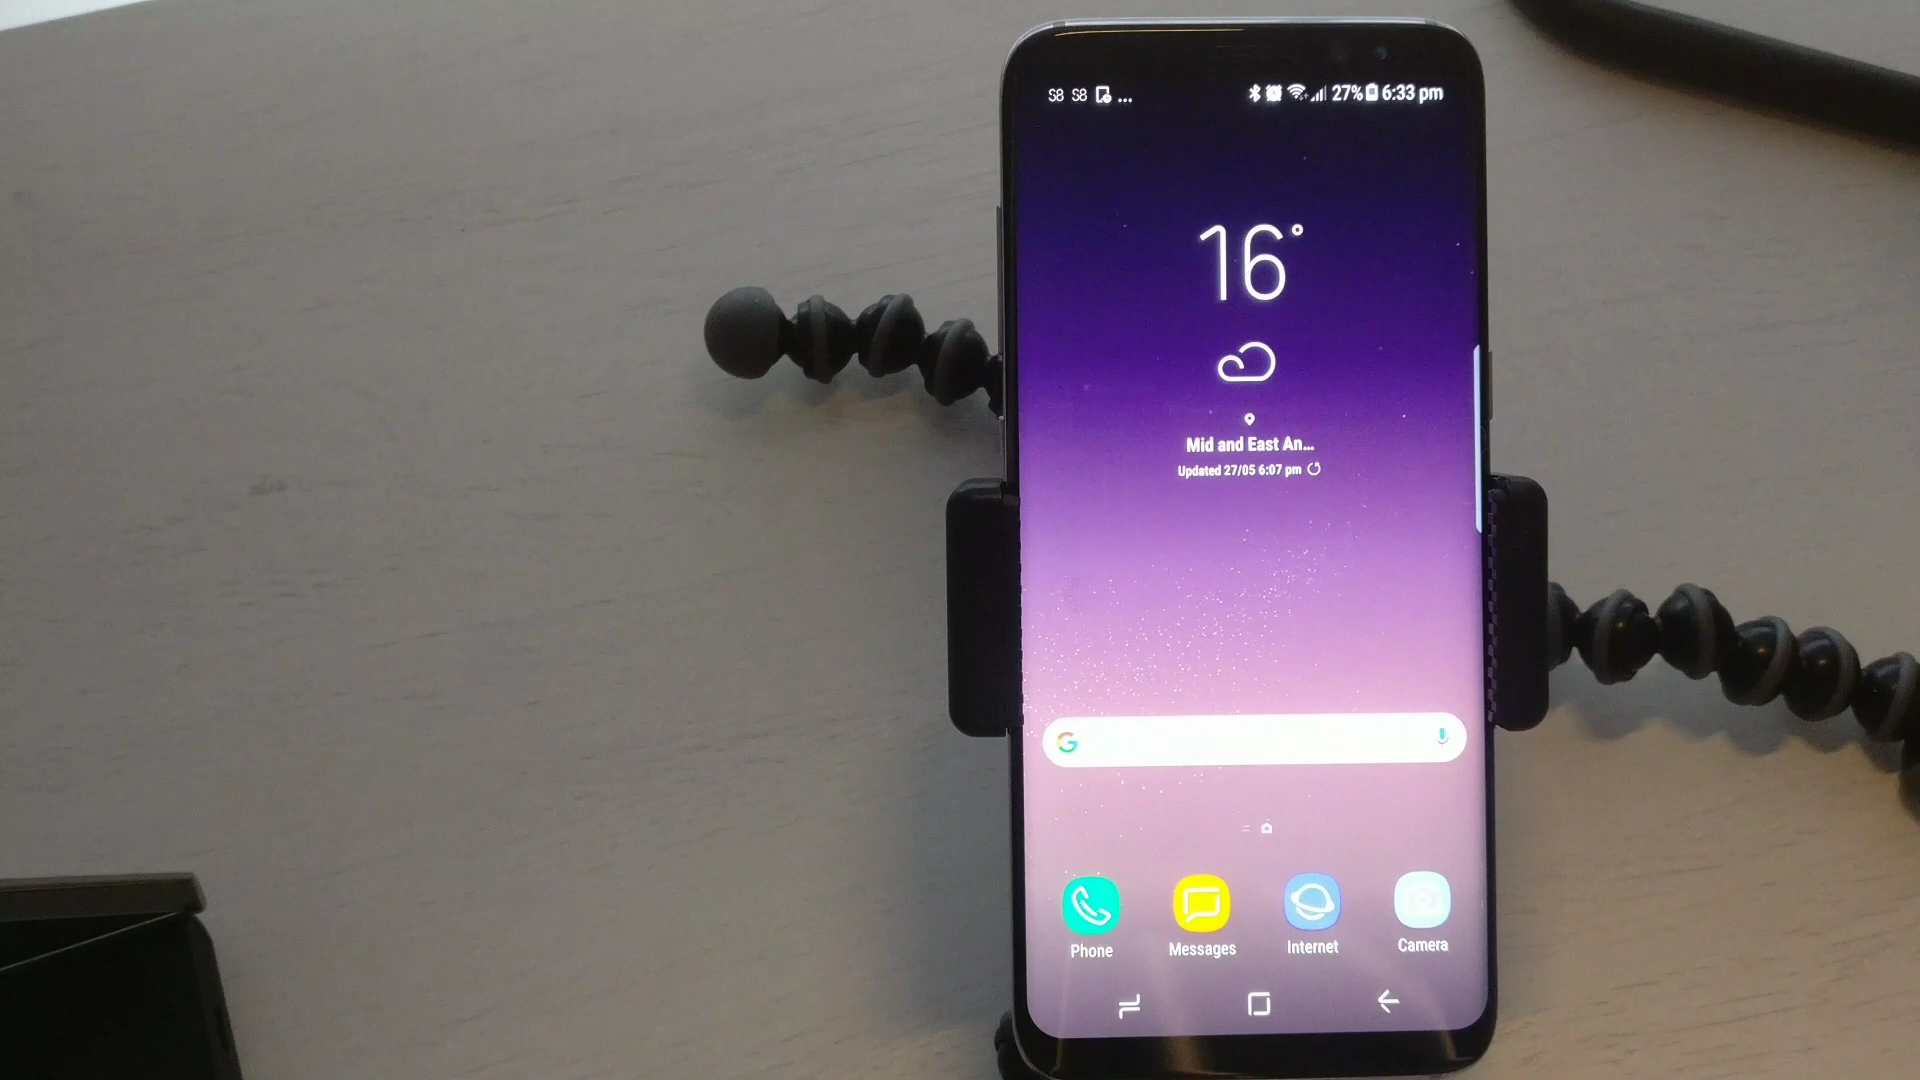 S8 S8 ... 27% 6:33 pm
16°
Mid and East An...
Updated 27/05 6:07 pm
G
Phone Messages Internet Camera